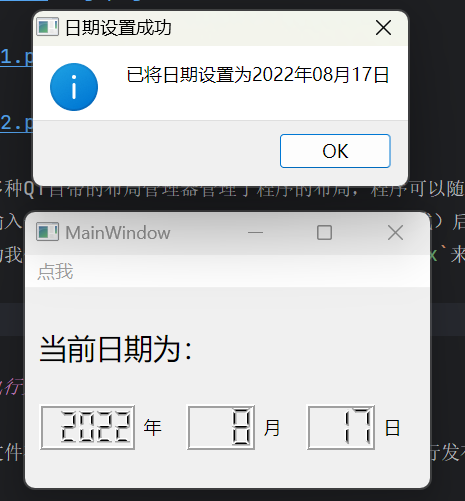 1.p
日期设置成功
已将日期设置为2022年08月17日
2.p
OK
种QT自带的布局管理器管理了程序的布局，程序可以随
输入
）后
MainWindow
我
x`来
点我
当前日期为：
行
2022 年 8 月 17 日
文件
行发布